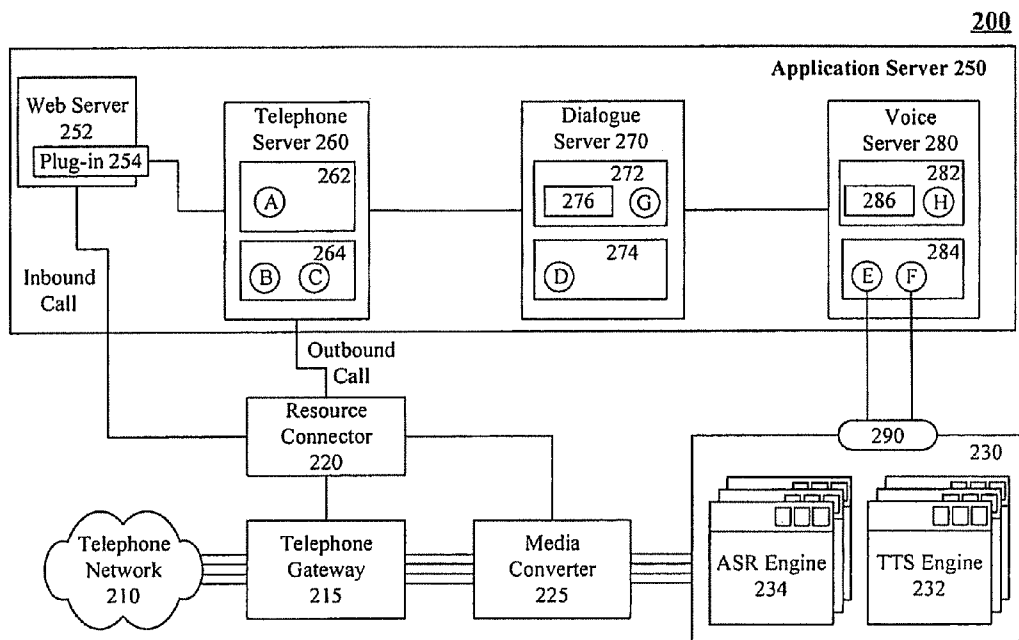 200
Application Server 250
Web Server
252
Plug-in 254
Telephone
Server 260
262
A
264
B C
Dialogue
Server 270
272
276 G
274
D
Voice
Server 280
282
286 H
284
E F
Inbound
Call
Outbound
Call
Resource
Connector
220
290
230
Telephone
Network
210
Telephone
Gateway
215
Media
Converter
225
ASR Engine
234
TTS Engine
232